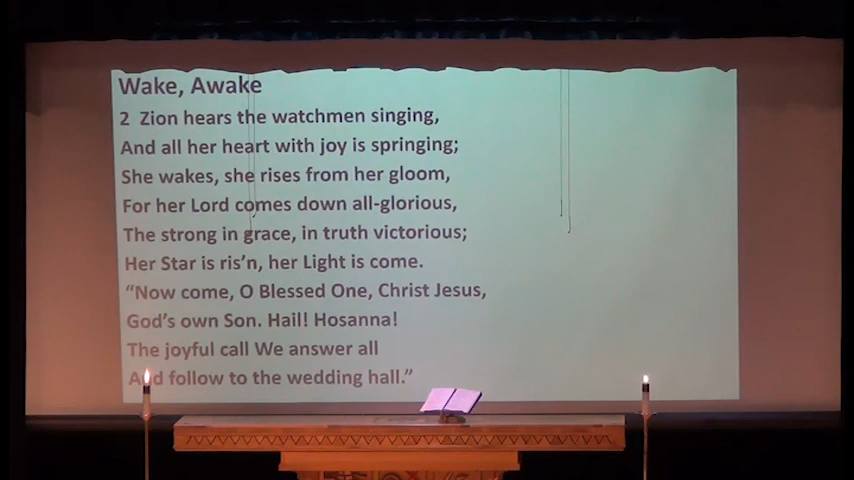 Wake, Awake
2 Zion hears the watchmen singing,
And all her heart with joy is springing;
She wakes, she rises from her gloom,
For her Lord comes down all-glorious,
The strong in grace, in truth victorious;
Her Star is ris’n, her Light is come.
“Now come, O Blessed One, Christ Jesus,
God’s own Son. Hail! Hosanna!
The joyful call We answer all
And follow to the wedding hall.”